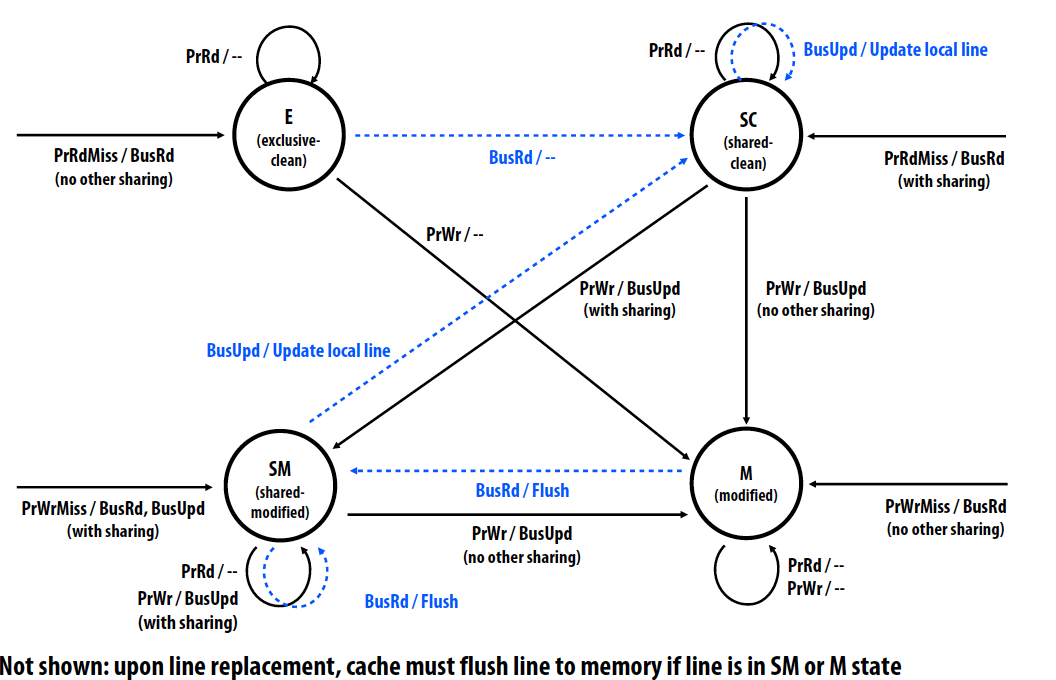 PrRd / --
E
(exclusive-
clean)
PrRdMiss / BusRd
(no other sharing)
BusRd / --
PrRd / --
BusUpd / Update local line
SC
(shared-
clean)
PrRdMiss / BusRd
(with sharing)
PrWr / --
PrWr / BusUpd
(with sharing)
PrWr / BusUpd
(no other sharing)
BusUpd / Update local line
SM
(shared-
modified)
PrWrMiss / BusRd, BusUpd
(with sharing)
BusRd / Flush
PrWr / BusUpd
(no other sharing)
M
(modified)
PrWrMiss / BusRd
(no other sharing)
PrRd / --
PrWr / BusUpd
(with sharing)
BusRd / Flush
PrRd / --
PrWr / --
Not shown: upon line replacement, cache must flush line to memory if line is in SM or M state